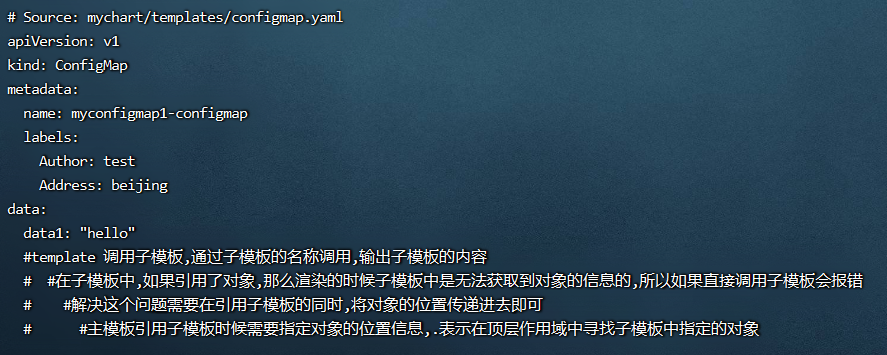 # Source: mychart/templates/configmap.yaml
apiVersion: v1
kind: ConfigMap
metadata:
  name: myconfigmap1-configmap
  labels:
    Author: test
    Address: beijing
data:
  data1: "hello"
  #template 调用子模板,通过子模板的名称调用,输出子模板的内容
  #  #在子模板中,如果引用了对象,那么渲染的时候子模板中是无法获取到对象的信息的,所以如果直接调用子模板会报错
  #    #解决这个问题需要在引用子模板的同时,将对象的位置传递进去即可
  #      #主模板引用子模板时候需要指定对象的位置信息,.表示在顶层作用域中寻找子模板中指定的对象